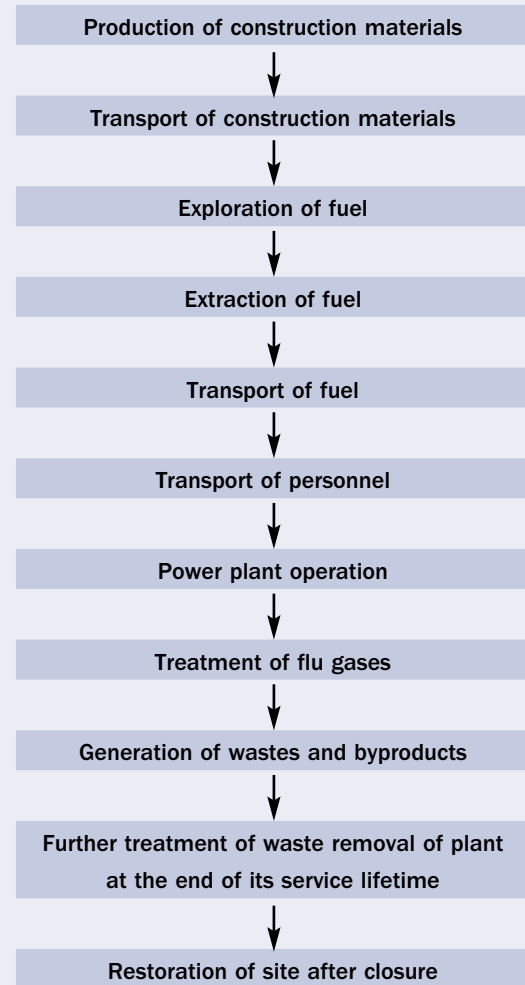 Production of construction materials
Transport of construction materials
Exploration of fuel
Extraction of fuel
Transport of fuel
Transport of personnel
Power plant operation
Treatment of flu gases
Generation of wastes and byproducts
Further treatment of waste removal of plant
at the end of its service lifetime
Restoration of site after closure